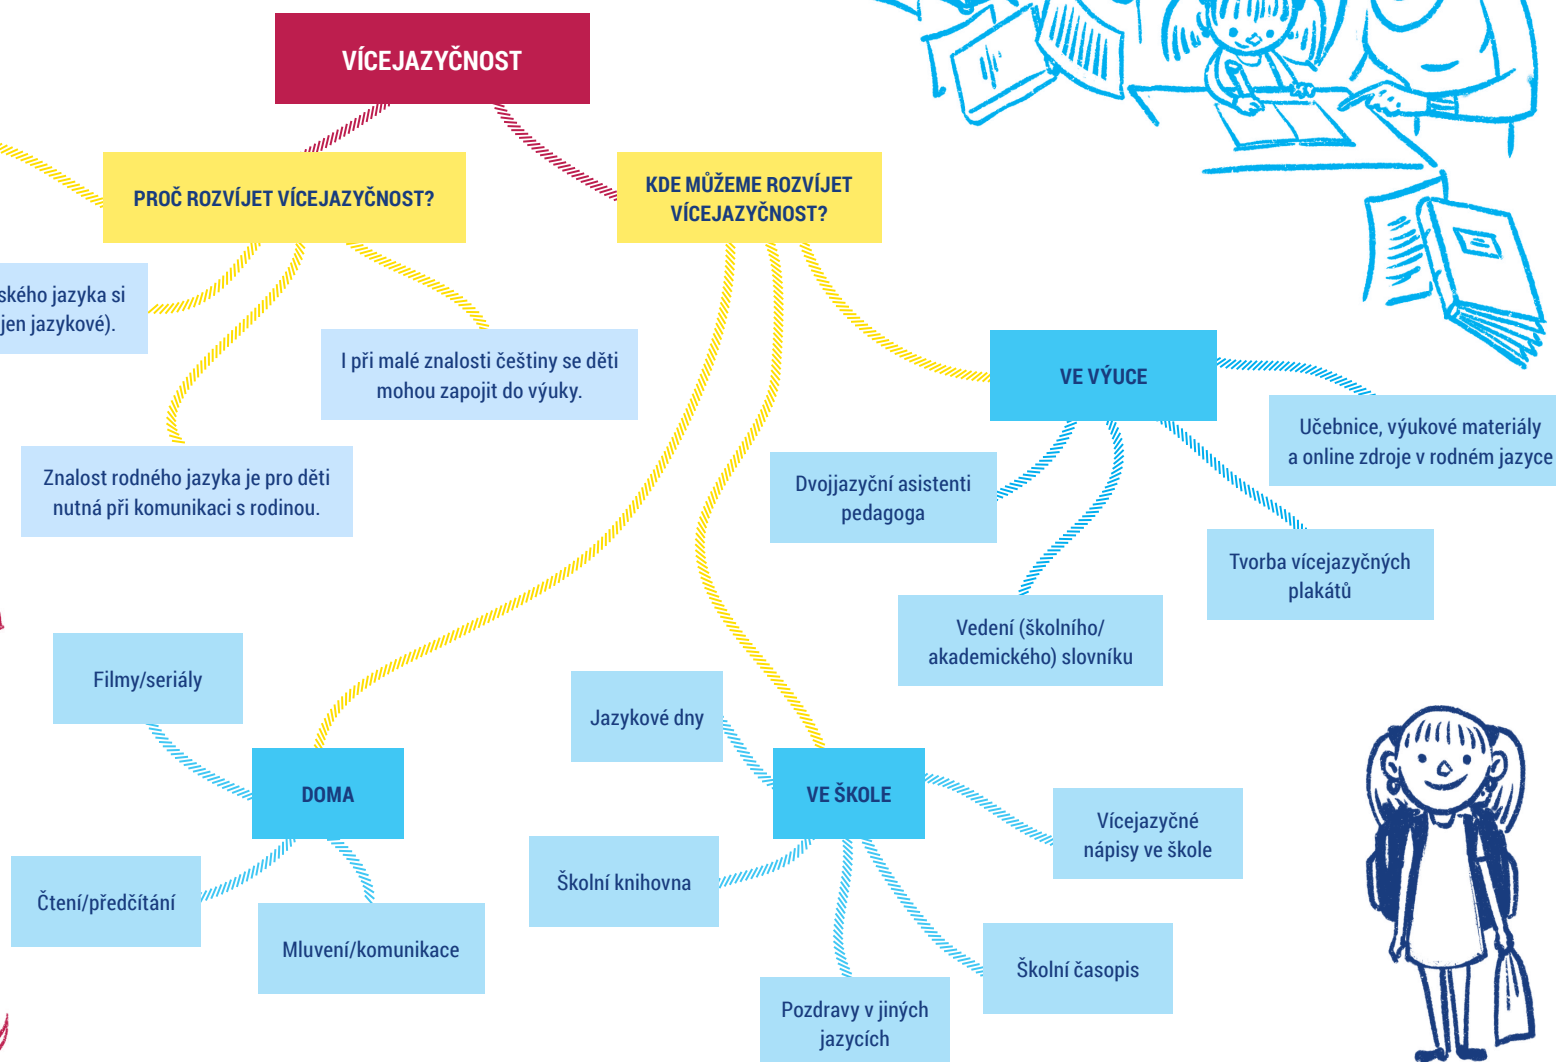 VÍCEJAZYČNOST
PROČ ROZVÍJET VÍCEJAZYČNOST?
KDE MŮŽEME ROZVÍJET
VÍCEJAZYČNOST?
ského jazyka si
jen jazykové).
I při malé znalosti češtiny se děti
mohou zapojit do výuky.
Znalost rodného jazyka je pro děti
nutná při komunikaci s rodinou.
VE VÝUCE
Učebnice, výukové materiály
a online zdroje v rodném jazyce
Dvojjazyční asistenti
pedagoga
Tvorba vícejazyčných
plakátů
Vedení (školního/
akademického) slovníku
Filmy/seriály
DOMA
Čtení/předčítání
Mluvení/komunikace
Jazykové dny
VE ŠKOLE
Vícejazyčné
nápisy ve škole
Školní knihovna
Školní časopis
Pozdravy v jiných
jazycích